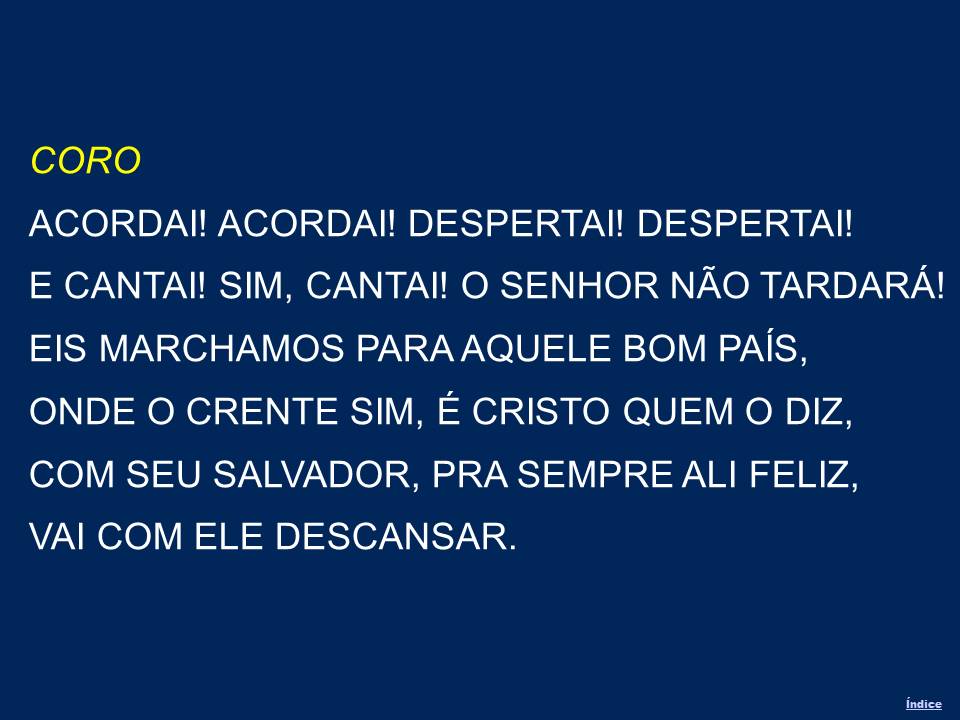 CORO
ACORDAI! ACORDAI! DESPERTAI! DESPERTAI!
E CANTAI! SIM, CANTAI! O SENHOR NÃO TARDARÁ!
EIS MARCHAMOS PARA AQUELE BOM PAÍS,
ONDE O CRENTE SIM, É CRISTO QUEM O DIZ,
COM SEU SALVADOR, PRA SEMPRE ALI FELIZ,
VAI COM ELE DESCANSAR.
Índice